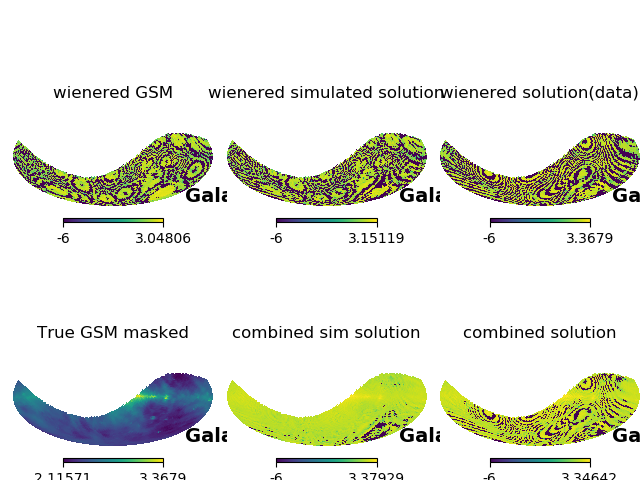 wienered GSM
wienered simulated solution
wienered solution(data)
Gala
Gala
Gala
-6 3.04806
-6 3.15119
-6 3.3679
True GSM masked
combined sim solution
combined solution
Gala
Gala
Gala
2.11571 3.3679
-6 3.37929
-6 3.34642